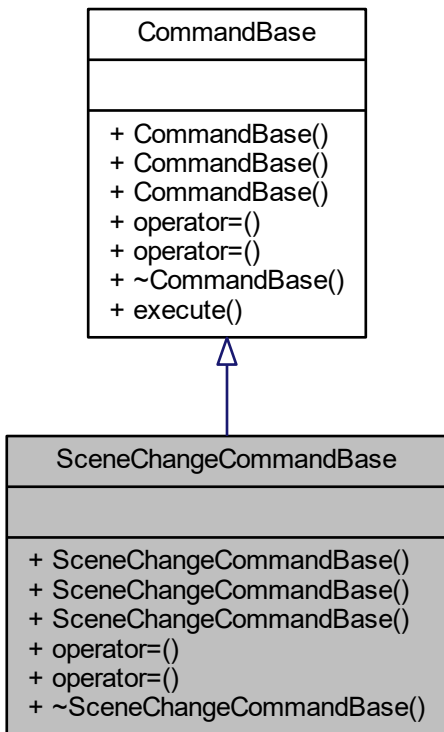 CommandBase
+ CommandBase()
+ CommandBase()
+ CommandBase()
+ operator=()
+ operator=()
+ ~CommandBase()
+ execute()
SceneChangeCommandBase
+ SceneChangeCommandBase()
+ SceneChangeCommandBase()
+ SceneChangeCommandBase()
+ operator=()
+ operator=()
+ ~SceneChangeCommandBase()